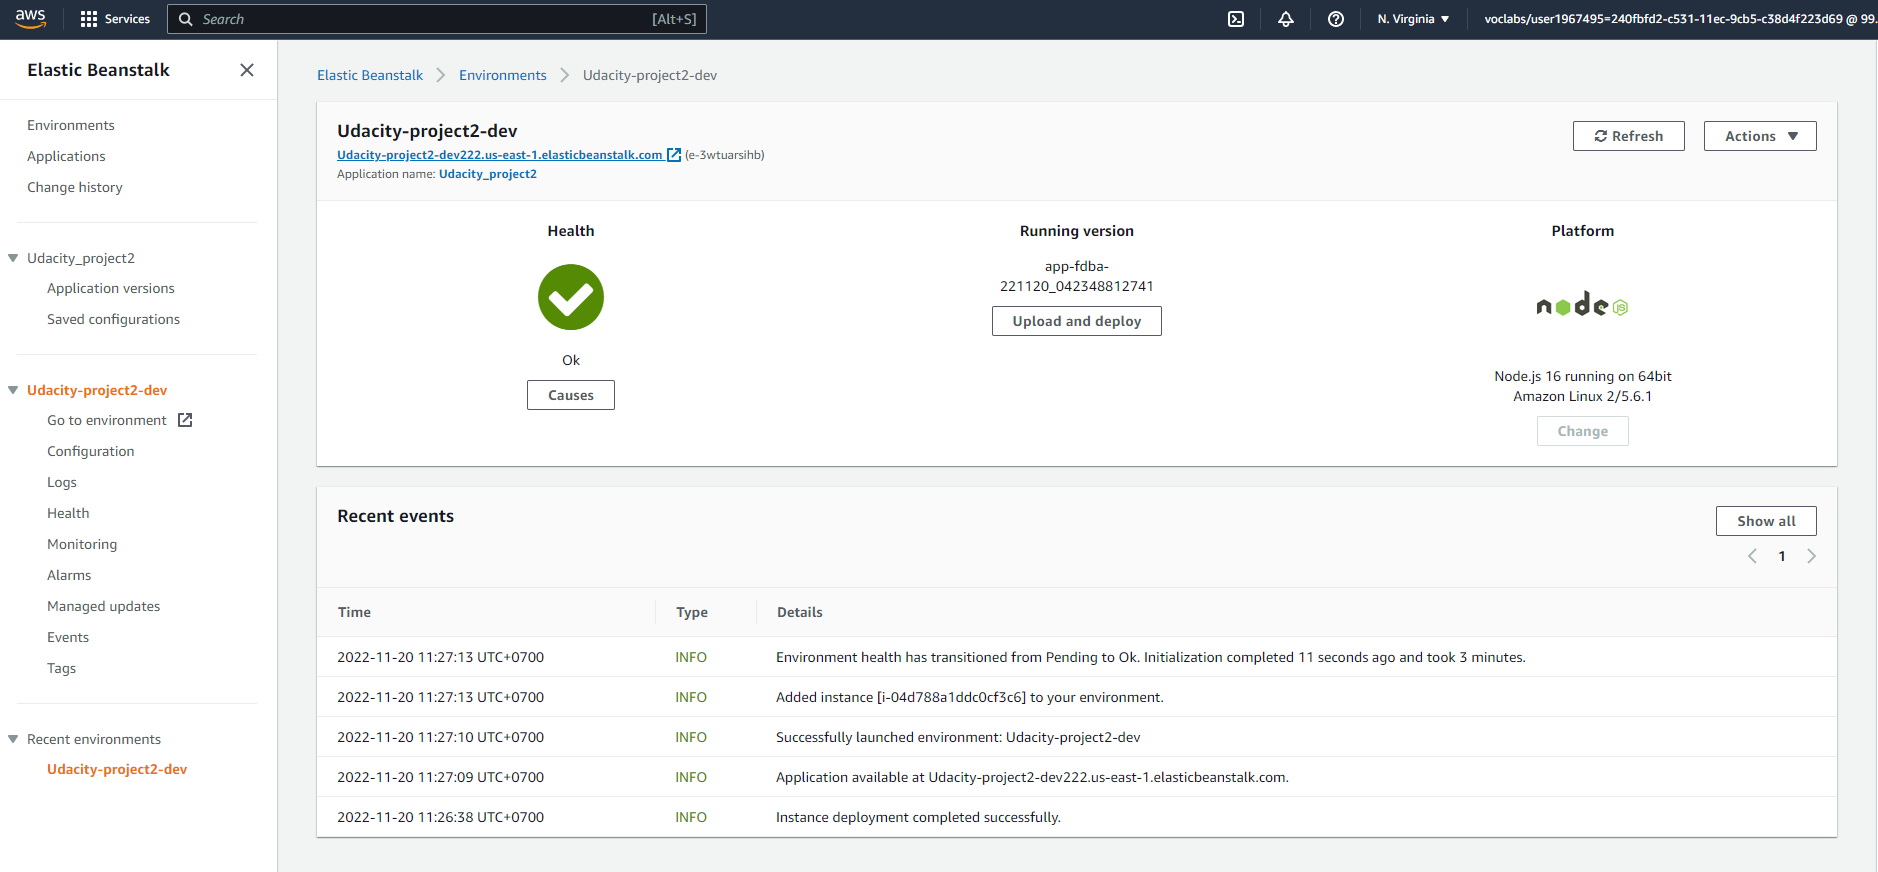 aws
Services
Search
[Alt+S]
N. Virginia
voclabs/user1967495=240fbfd2-c531-11ec-9cb5-c38d4f223d69 @ 99.
Elastic Beanstalk
Environments
Applications
Change history
Udacity_project2
Application versions
Saved configurations
Udacity-project2-dev
Go to environment
Configuration
Logs
Health
Monitoring
Alarms
Managed updates
Events
Tags
Recent environments
Udacity-project2-dev
Elastic Beanstalk Environments Udacity-project2-dev
Udacity-project2-dev
Udacity-project2-dev222.us-east-1.elasticbeanstalk.com (e-3wtuarsihb)
Application name: Udacity_project2
Refresh
Actions
Health
Ok
Causes
Running version
app-fdba-
221120_042348812741
Upload and deploy
Platform
node JS
Node.js 16 running on 64bit
Amazon Linux 2/5.6.1
Change
Recent events
Show all
1
Time Type Details
2022-11-20 11:27:13 UTC+0700 INFO Environment health has transitioned from Pending to Ok. Initialization completed 11 seconds ago and took 3 minutes.
2022-11-20 11:27:13 UTC+0700 INFO Added instance [i-04d788a1ddc0cf3c6] to your environment.
2022-11-20 11:27:10 UTC+0700 INFO Successfully launched environment: Udacity-project2-dev
2022-11-20 11:27:09 UTC+0700 INFO Application available at Udacity-project2-dev222.us-east-1.elasticbeanstalk.com.
2022-11-20 11:26:38 UTC+0700 INFO Instance deployment completed successfully.